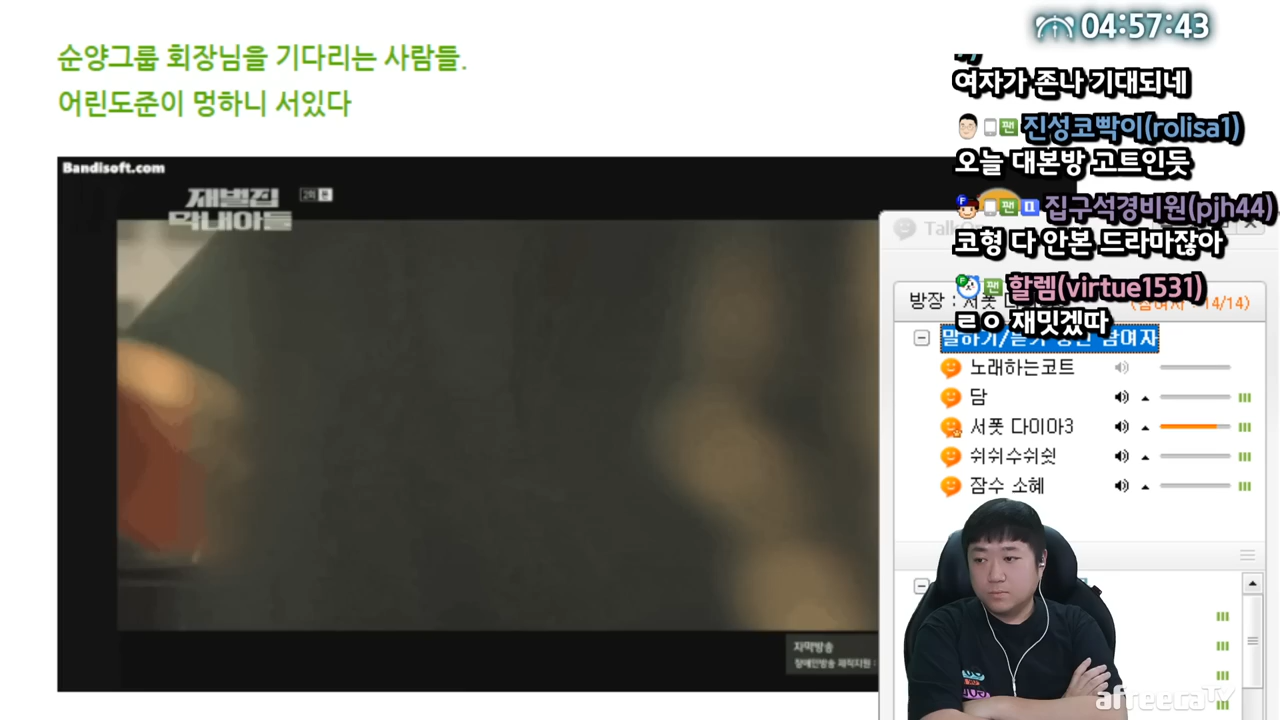 순양그룹 회장님을 기다리는 사람들.
어린도준이 멍하니 서있다
Bandisoft.com
재벌집
막내아들
04:57:43
여자가 존나 기대되네
진성코빡이(rolisa1)
오늘 대본방 고트인듯
집구석경비원(pjh44)
코형 다 안본 드라마잖아
할렘(virtue1531)
ㄹㅇ 재밋겠따
방장 : 서폿
14/14)
노래하는코트
담
서폿 다이아3
쉬쉬수쉬쉿
잠수 소혜
자막방송
afreecaTV